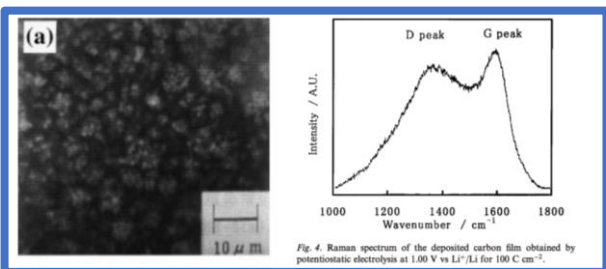 (a)
10 μm
D peak G peak
Intensity / A.U.
1000 1200 1400 1600 1800
Wavenumber / cm⁻¹
Fig. 4. Raman spectrum of the deposited carbon film obtained by
potentiostatic electrolysis at 1.00 V vs Li⁺/Li for 100 C cm⁻².